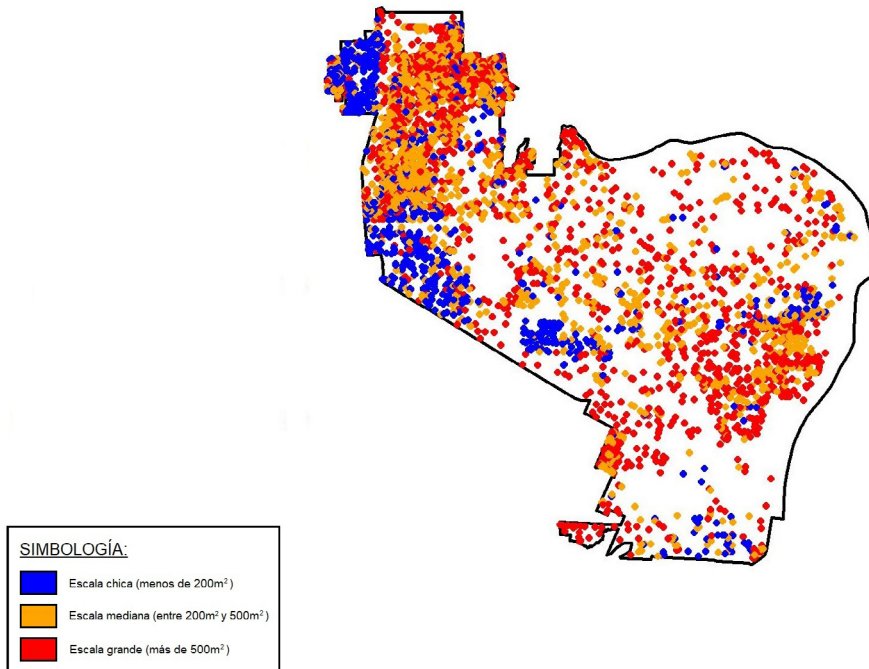 SIMBOLOGÍA:
Escala chica (menos de 200m²)
Escala mediana (entre 200m² y 500m²)
Escala grande (más de 500m²)